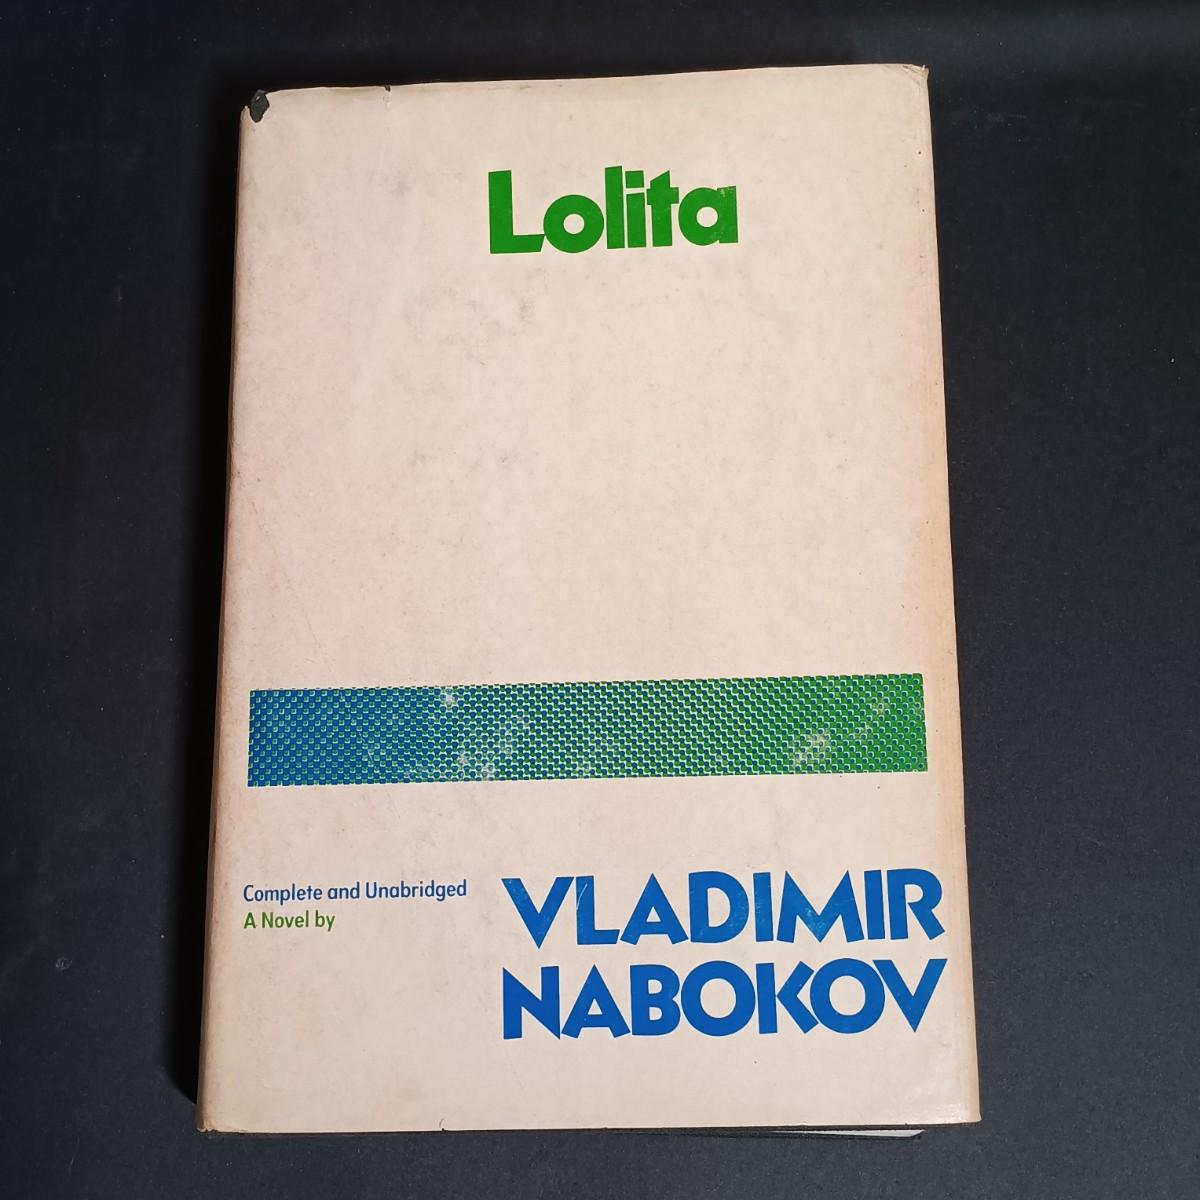 Lolita
Complete and Unabridged
A Novel by
VLADIMIR
NABOKOV